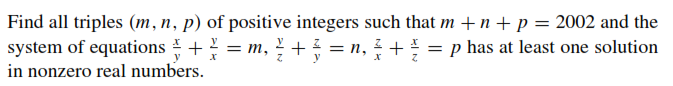 Find all triples (m, n, p) of positive integers such that m + n + p = 2002 and the
system of equations x/y + y/x = m, y/z + z/y = n, z/x + x/z = p has at least one solution
in nonzero real numbers.